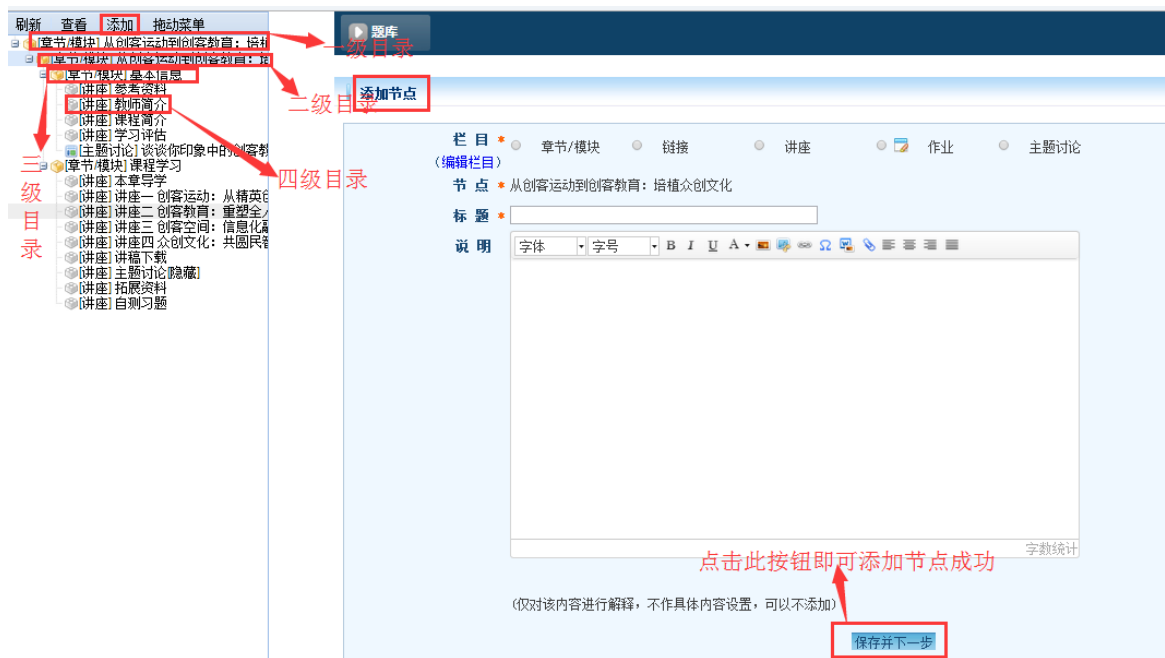 刷新 查看 添加 拖动菜单
[章节/模块] 从创客运动到创客教育：培植
[章节/模块] 从创客运动到创客教育：培
[章节/模块] 基本信息
[讲座] 参考资料
[讲座] 教师简介
[讲座] 课程简介
[讲座] 学习评估
[主题讨论] 谈谈你印象中的创客教
[章节/模块] 课程学习
[讲座] 本章导学
[讲座] 讲座一 创客运动：从精英
[讲座] 讲座二 创客教育：重塑全
[讲座] 讲座三 创客空间：信息化
[讲座] 讲座四 众创文化：共圆民
[讲座] 讲稿下载
[讲座] 主题讨论[隐藏]
[讲座] 拓展资料
[讲座] 自测习题
一级目录
二级目录
三级目录
四级目录
题库
添加节点
栏 目 * 章节/模块 链接 讲座 作业 主题讨论
(编辑栏目)
节 点 * 从创客运动到创客教育：培植众创文化
标 题 *
说 明 字体 字号 B I U A Ω
字数统计
点击此按钮即可添加节点成功
(仅对该内容进行解释，不作具体内容设置，可以不添加)
保存并下一步